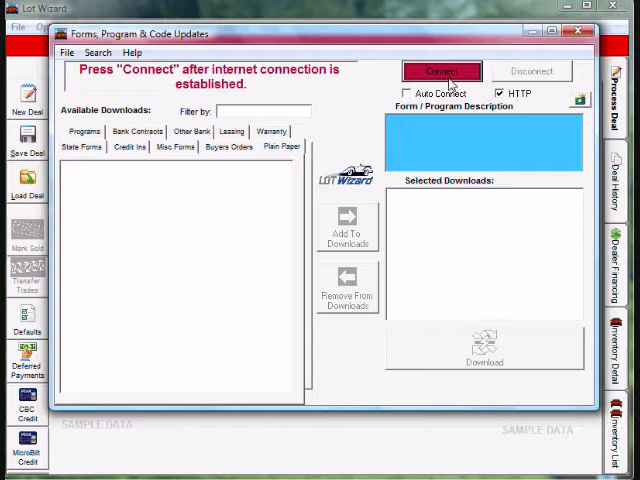 Lot Wizard
File
Forms, Program & Code Updates
File Search Help
Press "Connect" after internet connection is
established.
Connect
Disconnect
Auto Connect
HTTP
Available Downloads:
Filter by:
Form / Program Description
Programs Bank Contracts Other Bank Leasing Warranty
State Forms Credit Ins Misc Forms Buyers Orders Plain Paper
LOT Wizard
Selected Downloads:
Add To
Downloads
Remove From
Downloads
Download
New Deal
Save Deal
Load Deal
Mark Sold
Transfer
Trades
Defaults
Deferred
Payments
CBC
Credit
MicroBilt
Credit
Process Deal
Deal History
Dealer Financing
Inventory Detail
Inventory List
SAMPLE DATA
SAMPLE DATA